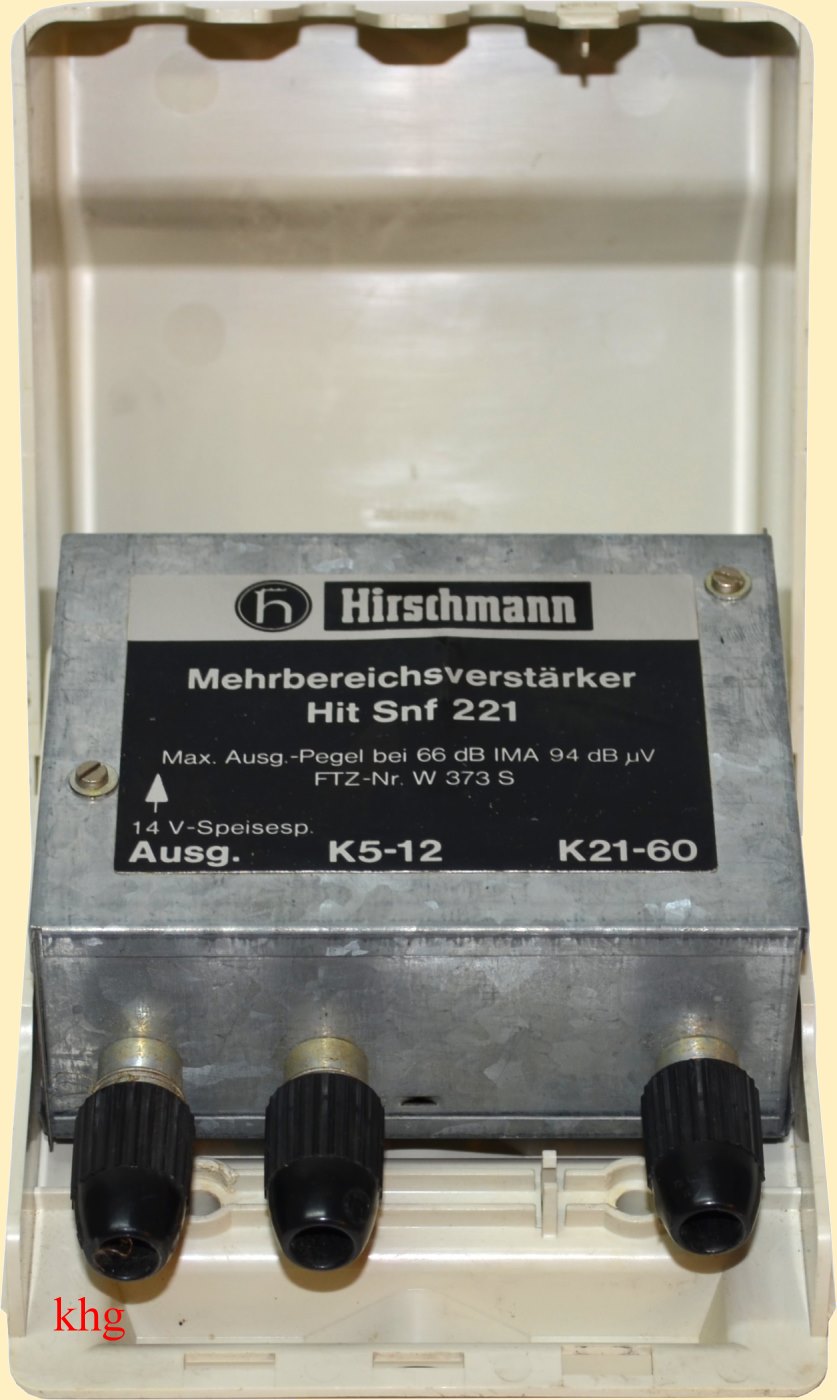 h Hirschmann
Mehrbereichsverstärker
Hit Snf 221
Max. Ausg.-Pegel bei 66 dB IMA 94 dB µV
FTZ-Nr. W 373 S
14 V-Speisesp.
Ausg. K5-12 K21-60
khg